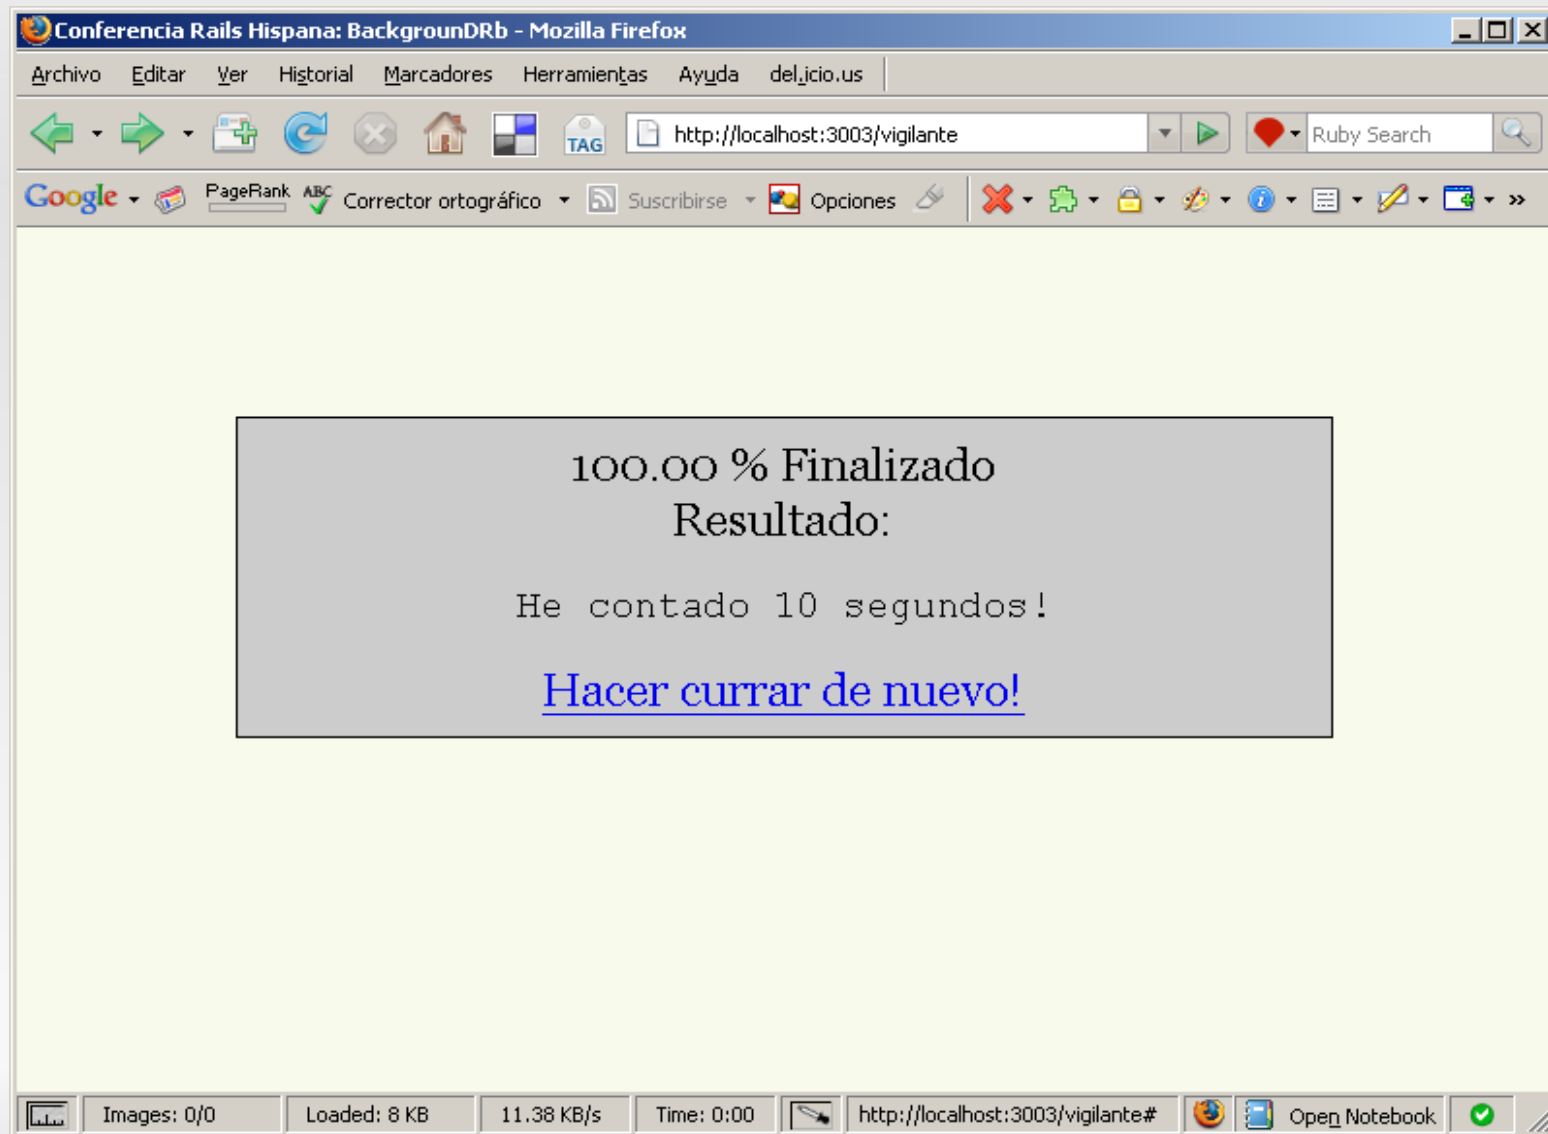 Conferencia Rails Hispana: BackgrounDRb - Mozilla Firefox
Archivo Editar Ver Historial Marcadores Herramientas Ayuda del.icio.us
TAG http://localhost:3003/vigilante Ruby Search
Google PageRank ABC Corrector ortográfico Suscribirse Opciones »
100.00 % Finalizado
Resultado:
He contado 10 segundos!
Hacer currar de nuevo!
Images: 0/0 Loaded: 8 KB 11.38 KB/s Time: 0:00 http://localhost:3003/vigilante# Open Notebook